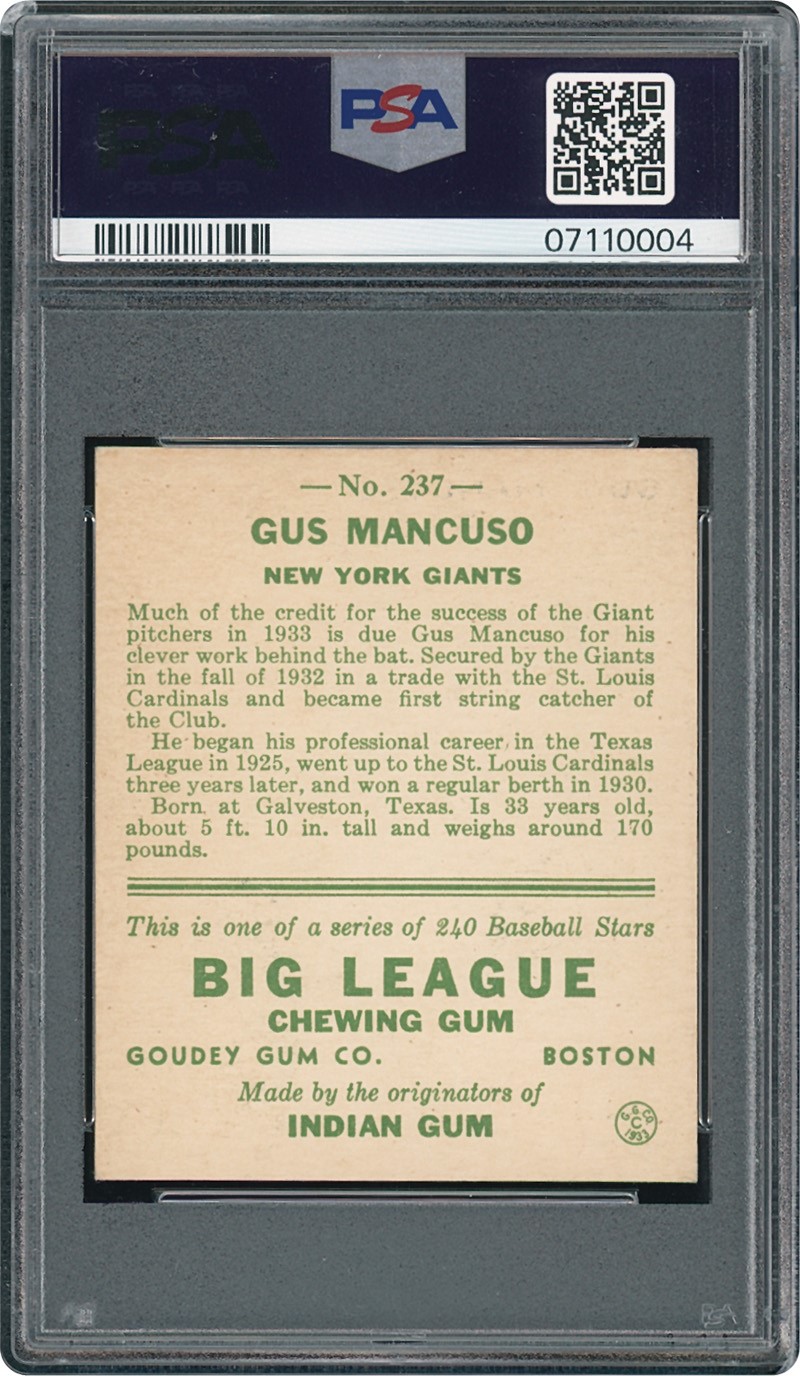 PSA
PSA
07110004
—No. 237.—
GUS MANCUSO
NEW YORK GIANTS
Much of the credit for the success of the Giant
pitchers in 1933 is due Gus Mancuso for his
clever work behind the bat. Secured by the Giants
in the fall of 1932 in a trade with the St. Louis
Cardinals and became first string catcher of
the Club.
He began his professional career, in the Texas
League in 1925, went up to the St. Louis Cardinals
three years later, and won a regular berth in 1930.
Born at Galveston, Texas. Is 33 years old,
about 5 ft. 10 in. tall and weighs around 170
pounds.
This is one of a series of 240 Baseball Stars
BIG LEAGUE
CHEWING GUM
GOUDEY GUM CO. BOSTON
Made by the originators of
INDIAN GUM
G.G.CO.
C
1933
PSA